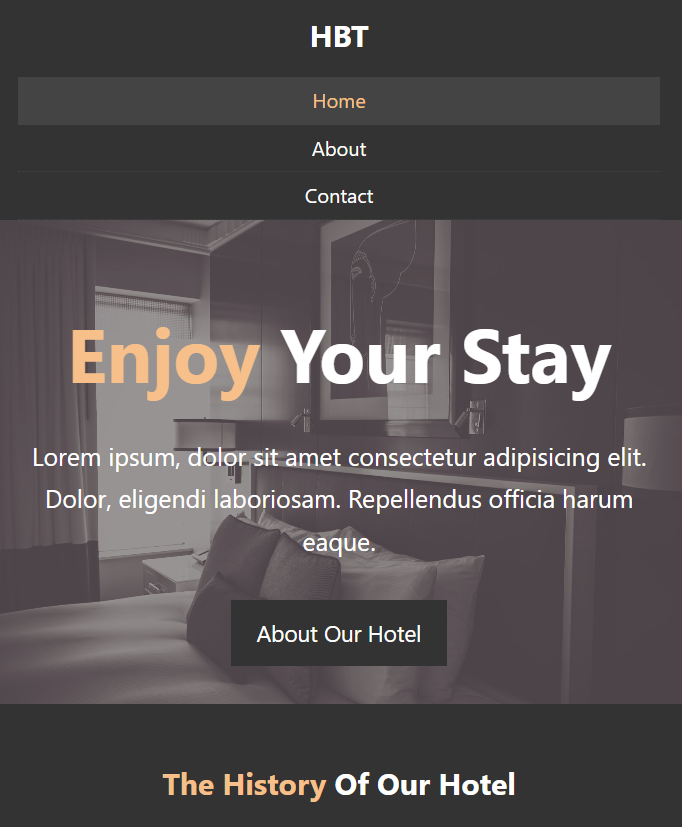 HBT
Home
About
Contact
Enjoy Your Stay
Lorem ipsum, dolor sit amet consectetur adipisicing elit.
Dolor, eligendi laboriosam. Repellendus officia harum
eaque.
About Our Hotel
The History Of Our Hotel